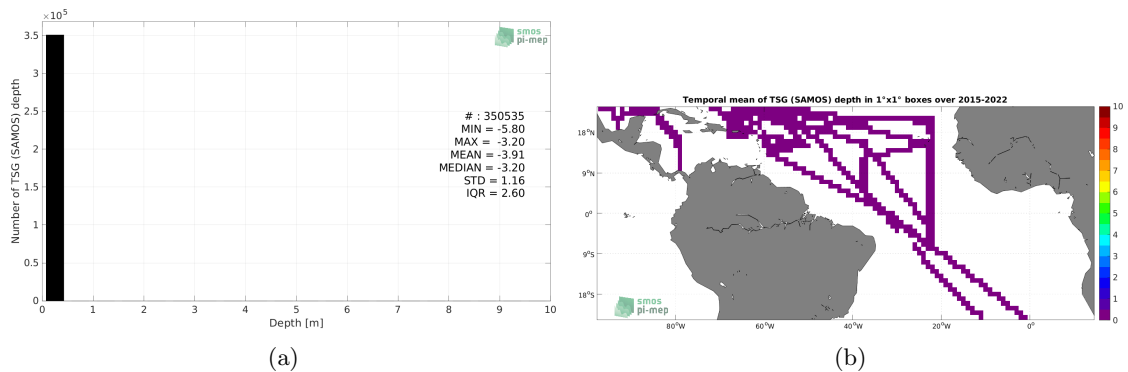 ×10⁵
4
3.5
3
2.5
2
1.5
1
0.5
0
Number of TSG (SAMOS) depth
0 1 2 3 4 5 6 7 8 9 10
Depth [m]
smos
pi-mep
# : 350535
MIN = -5.80
MAX = -3.20
MEAN = -3.91
MEDIAN = -3.20
STD = 1.16
IQR = 2.60
(a)
Temporal mean of TSG (SAMOS) depth in 1°x1° boxes over 2015-2022
18°N
9°N
0°
9°S
18°S
80°W 60°W 40°W 20°W 0°
smos
pi-mep
10
9
8
7
6
5
4
3
2
1
0
(b)